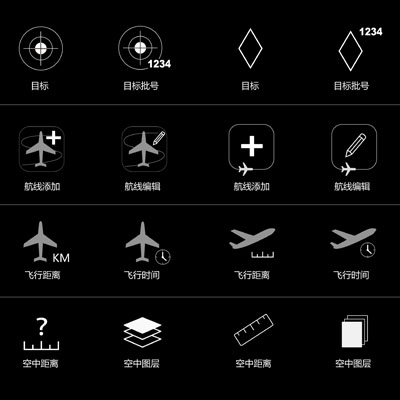 1234
1234
目标
目标批号
目标
目标批号
航线添加
航线编辑
航线添加
航线编辑
KM
飞行距离
飞行时间
飞行距离
飞行时间
?
空中距离
空中图层
空中距离
空中图层